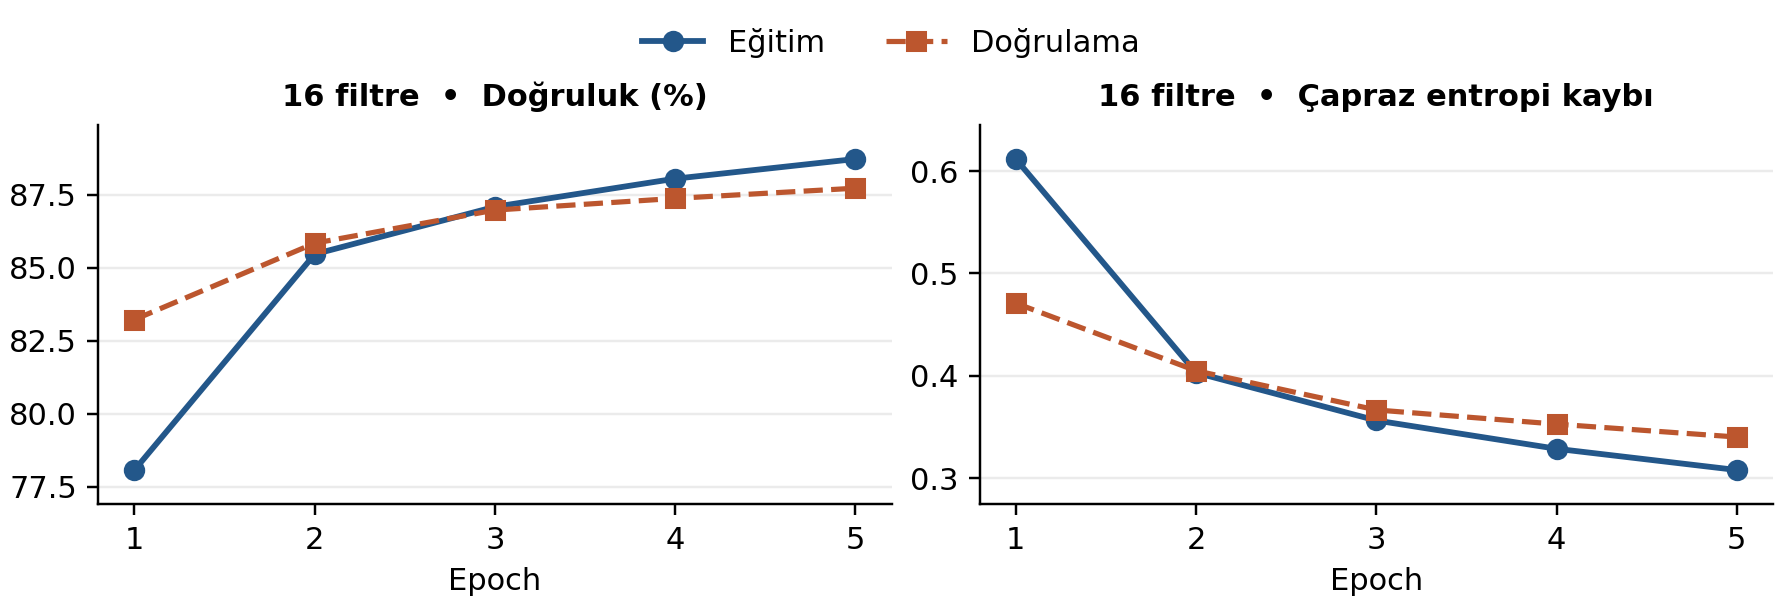 Eğitim Doğrulama
16 filtre • Doğruluk (%)
87.5
85.0
82.5
80.0
77.5
1 2 3 4 5
Epoch
16 filtre • Çapraz entropi kaybı
0.6
0.5
0.4
0.3
1 2 3 4 5
Epoch